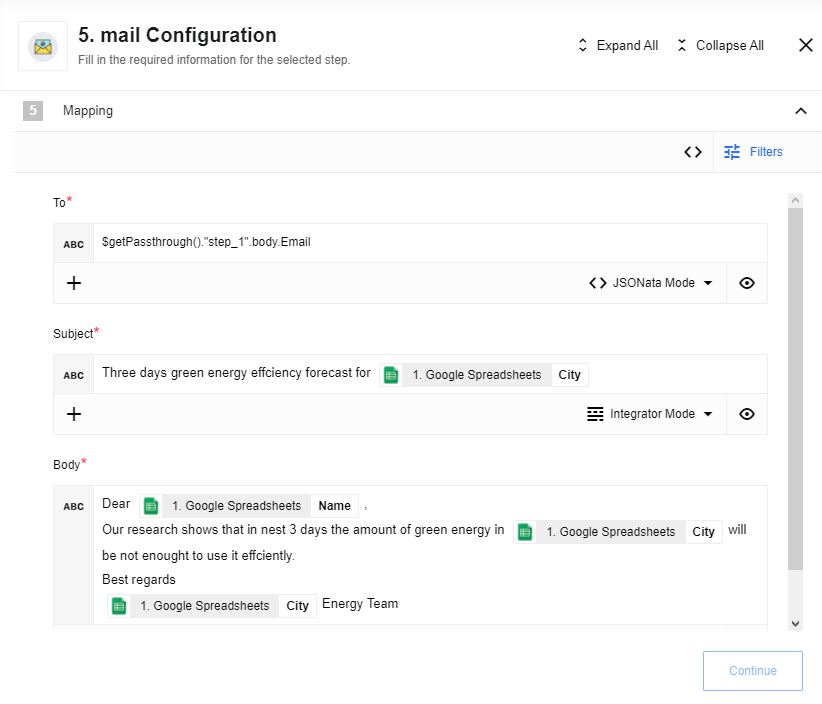 5. mail Configuration
Fill in the required information for the selected step.
Expand All
Collapse All
5 Mapping
Filters
To*
ABC $getPassthrough()."step_1".body.Email
JSONata Mode
Subject*
ABC Three days green energy effciency forecast for 1. Google Spreadsheets City
Integrator Mode
Body*
ABC Dear 1. Google Spreadsheets Name ,
Our research shows that in nest 3 days the amount of green energy in 1. Google Spreadsheets City will
be not enought to use it effciently.
Best regards
1. Google Spreadsheets City Energy Team
Continue